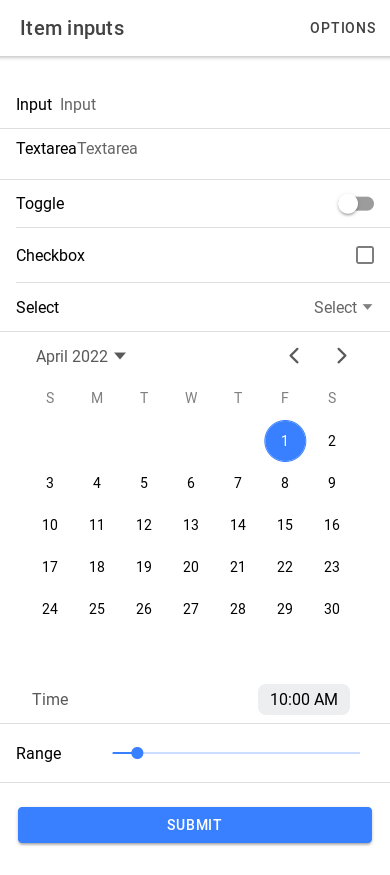 Item inputs OPTIONS
Input Input
Textarea Textarea
Toggle
Checkbox
Select Select
April 2022
S M T W T F S
1 2
3 4 5 6 7 8 9
10 11 12 13 14 15 16
17 18 19 20 21 22 23
24 25 26 27 28 29 30
Time 10:00 AM
Range
SUBMIT